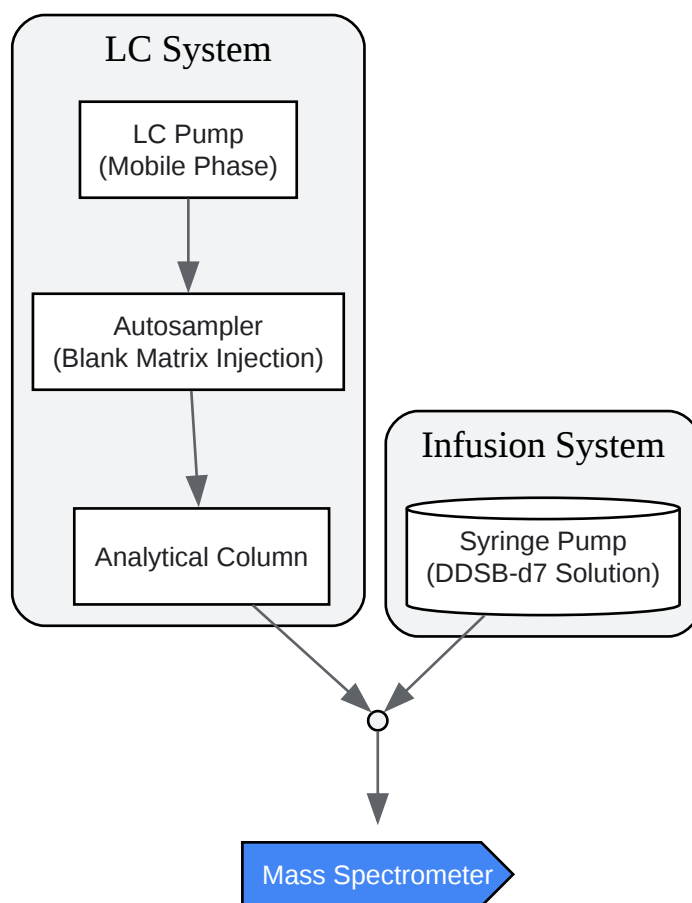 LC System
LC Pump
(Mobile Phase)
Autosampler
(Blank Matrix Injection)
Analytical Column
Infusion System
Syringe Pump
(DDSB-d7 Solution)
Mass Spectrometer